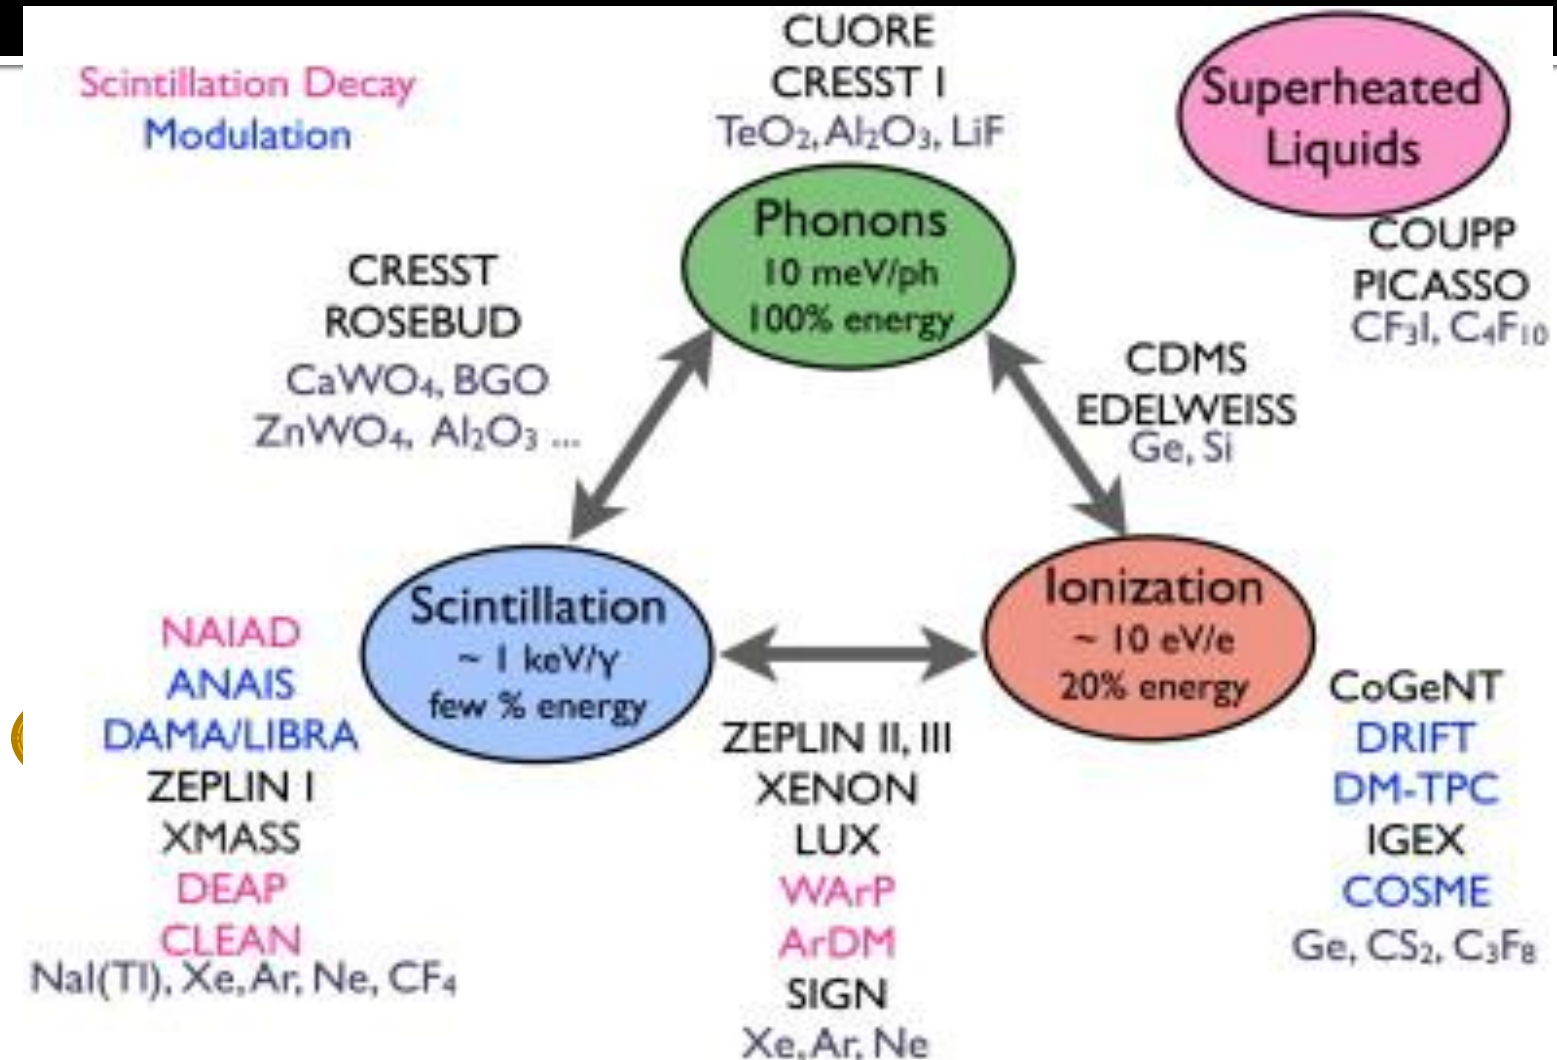 Scintillation Decay
Modulation
CUORE
CRESST I
TeO₂, Al₂O₃, LiF
Superheated
Liquids
COUPP
PICASSO
CF₃I, C₄F₁₀
Phonons
10 meV/ph
100% energy
CRESST
ROSEBUD
CaWO₄, BGO
ZnWO₄, Al₂O₃ ...
CDMS
EDELWEISS
Ge, Si
Scintillation
~ 1 keV/γ
few % energy
Ionization
~ 10 eV/e
20% energy
NAIAD
ANAIS
DAMA/LIBRA
ZEPLIN I
XMASS
DEAP
CLEAN
NaI(Tl), Xe, Ar, Ne, CF₄
ZEPLIN II, III
XENON
LUX
WArP
ArDM
SIGN
Xe, Ar, Ne
CoGeNT
DRIFT
DM-TPC
IGEX
COSME
Ge, CS₂, C₃F₈